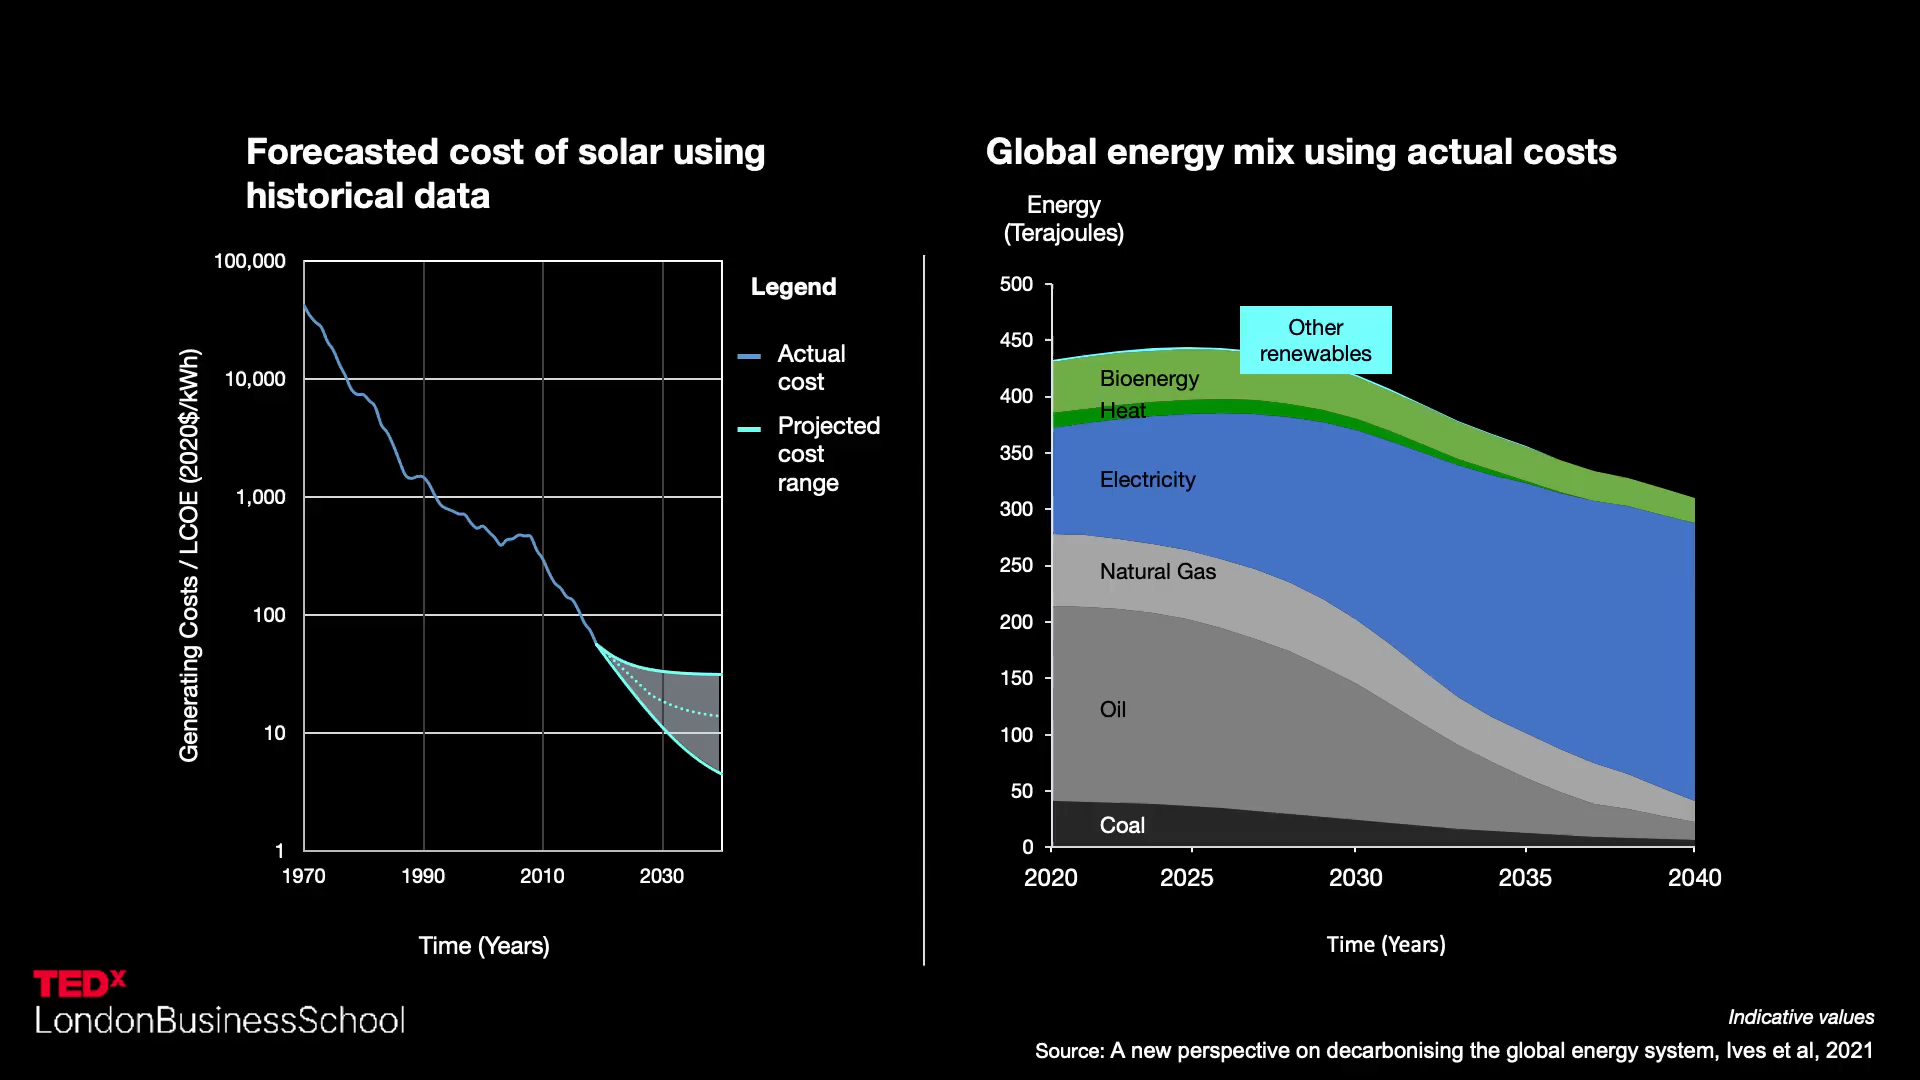 Forecasted cost of solar using
historical data
Generating Costs / LCOE (2020$/kWh)
100,000
10,000
1,000
100
10
1
1970
1990
2010
2030
Time (Years)
Legend
Actual
cost
Projected
cost
range
Global energy mix using actual costs
Energy
(Terajoules)
500
450
400
350
300
250
200
150
100
50
0
Other
renewables
Bioenergy
Heat
Electricity
Natural Gas
Oil
Coal
2020
2025
2030
2035
2040
Time (Years)
TEDx
LondonBusinessSchool
Indicative values
Source: A new perspective on decarbonising the global energy system, Ives et al, 2021